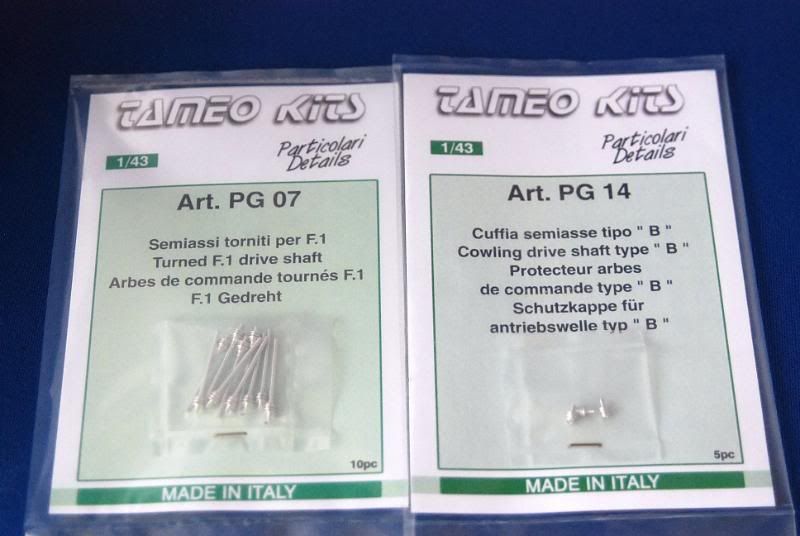 TAMEO KITS
1/43
Particolari
Details
Art. PG 07
Semiassi torniti per F.1
Turned F.1 drive shaft
Arbes de commande tournés F.1
F.1 Gedreht
10pc
MADE IN ITALY
TAMEO KITS
1/43
Particolari
Details
Art. PG 14
Cuffia semiasse tipo " B "
Cowling drive shaft type " B "
Protecteur arbes
de commande type " B "
Schutzkappe für
antriebswelle typ " B "
5pc
MADE IN ITALY